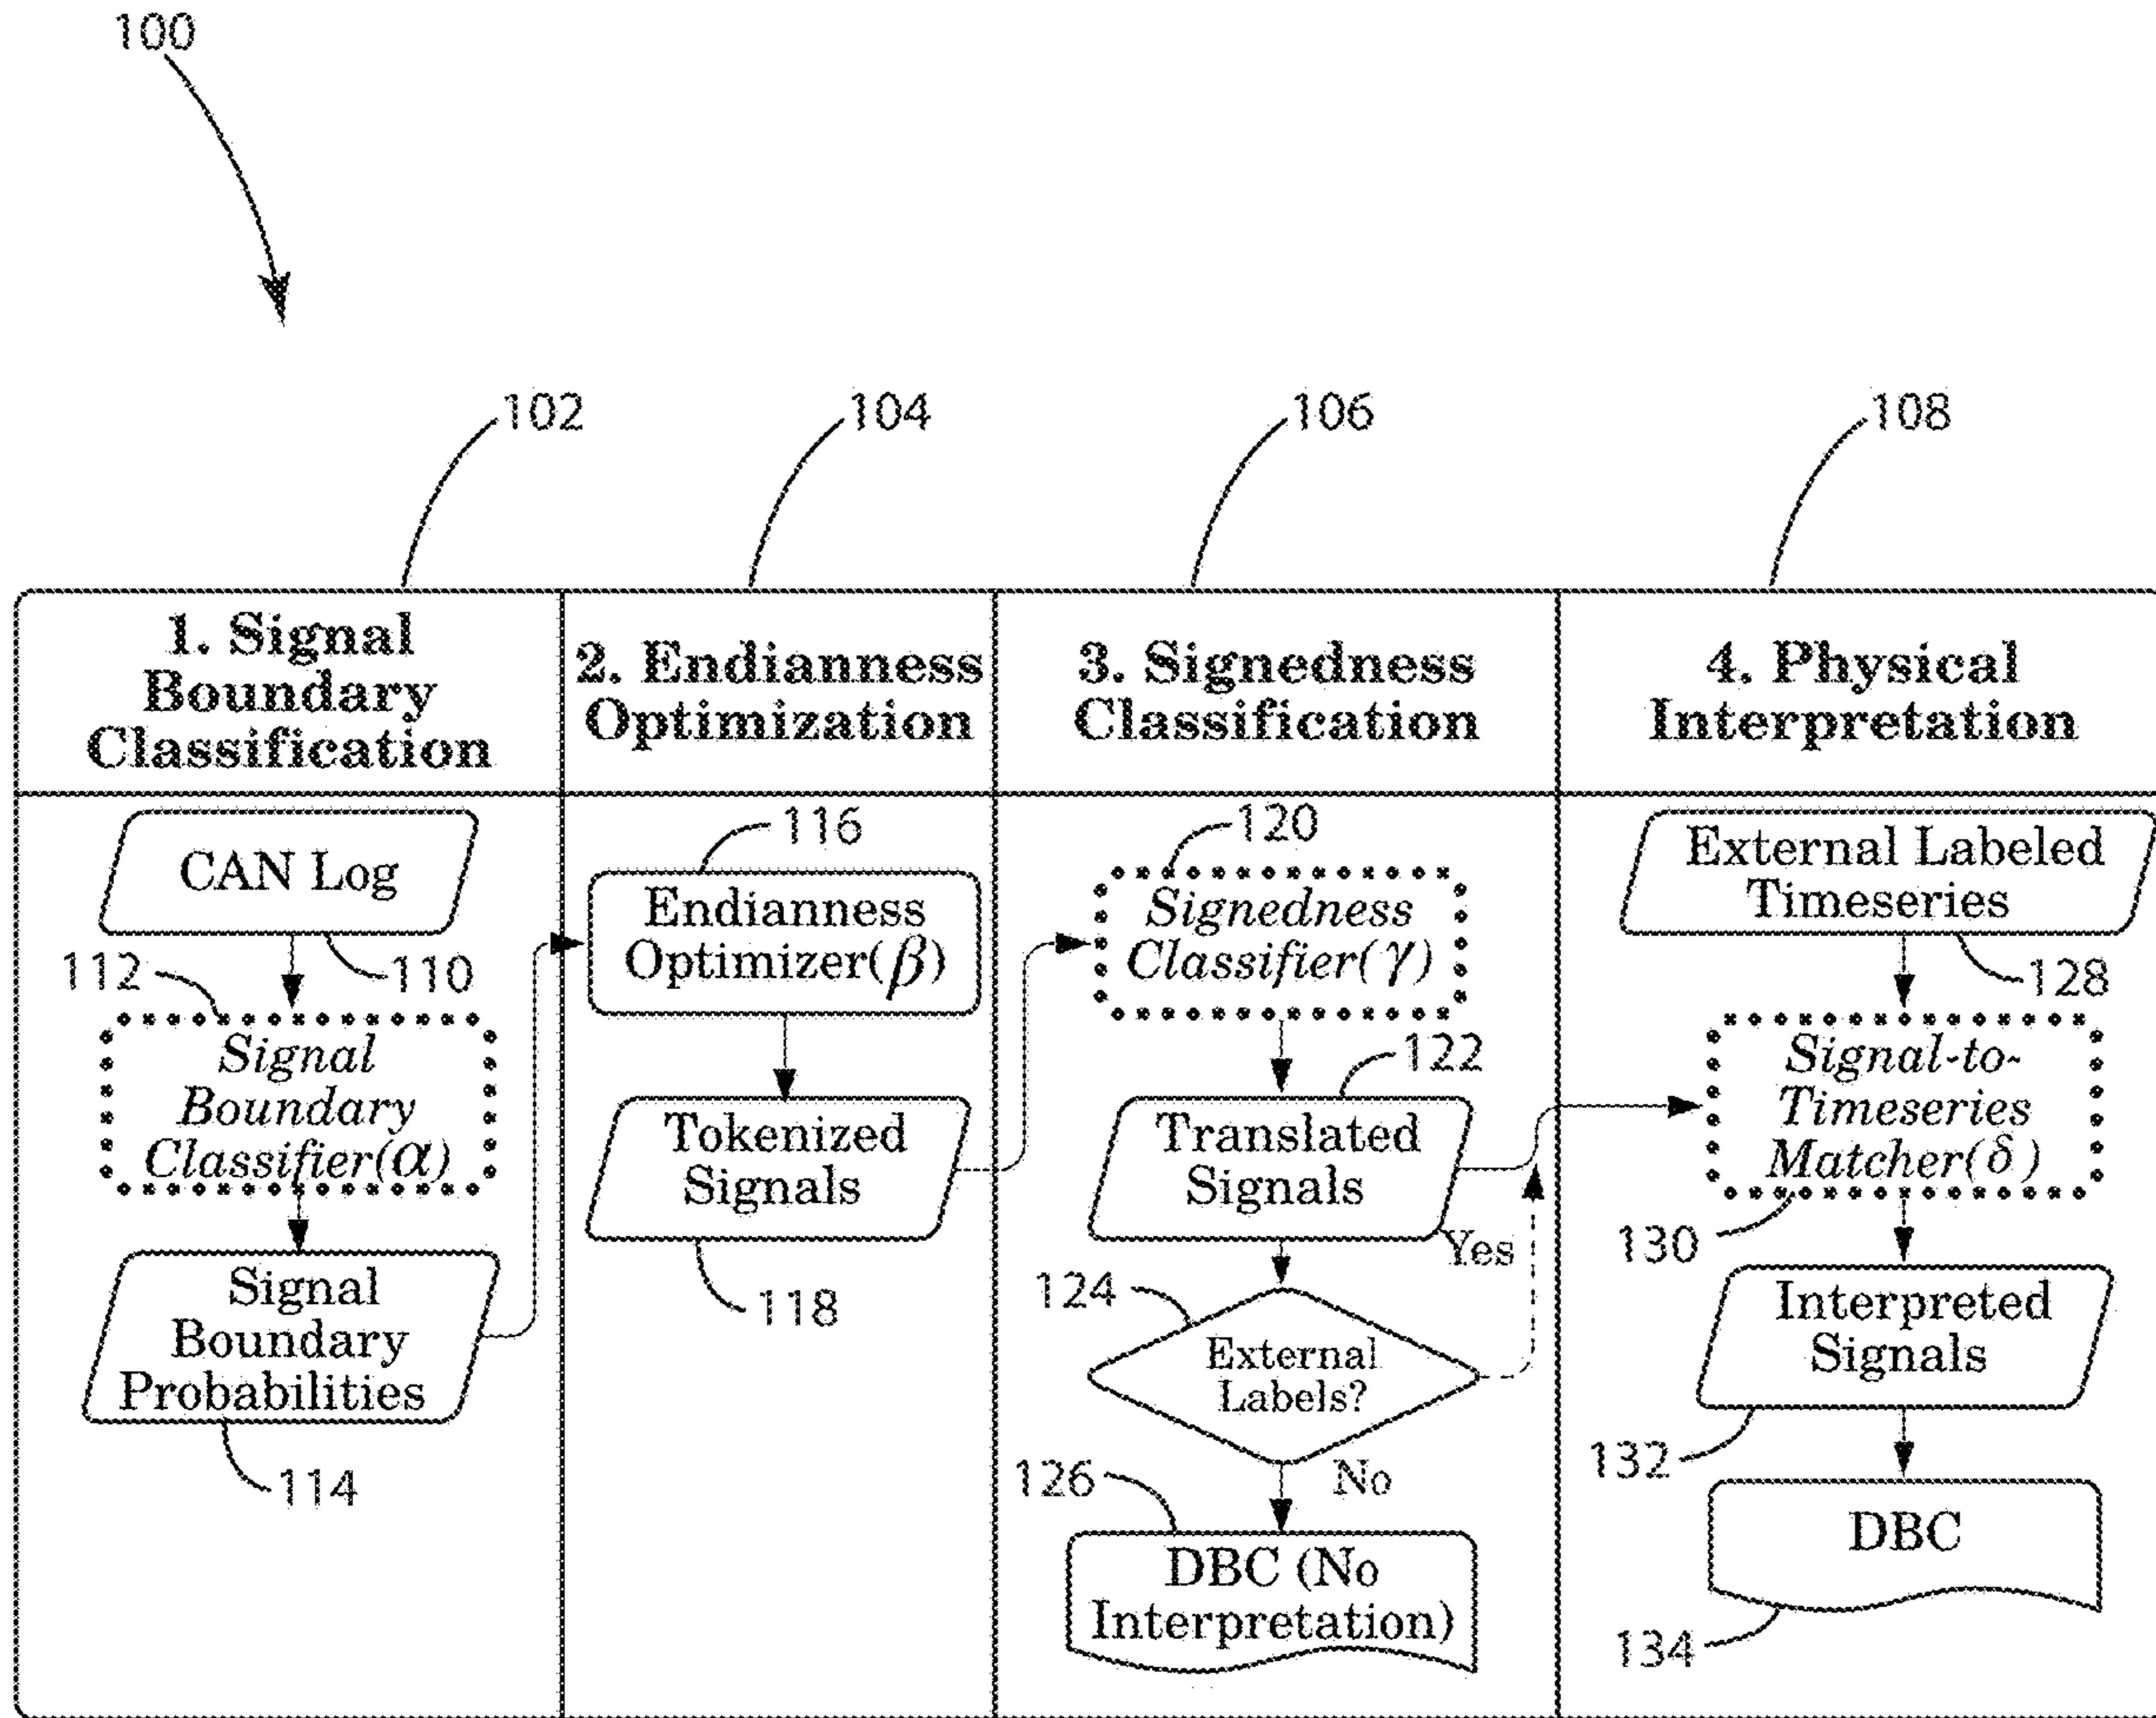 100
102
104
106
108
1. Signal
Boundary
Classification
2. Endianness
Optimization
3. Signedness
Classification
4. Physical
Interpretation
CAN Log
110
112
Signal
Boundary
Classifier(α)
Signal
Boundary
Probabilities
114
116
Endianness
Optimizer(β)
Tokenized
Signals
118
120
Signedness
Classifier(γ)
122
Translated
Signals
Yes
124
External
Labels?
No
126
DBC (No
Interpretation)
External Labeled
Timeseries
128
Signal-to-
Timeseries
Matcher(δ)
130
Interpreted
Signals
132
DBC
134